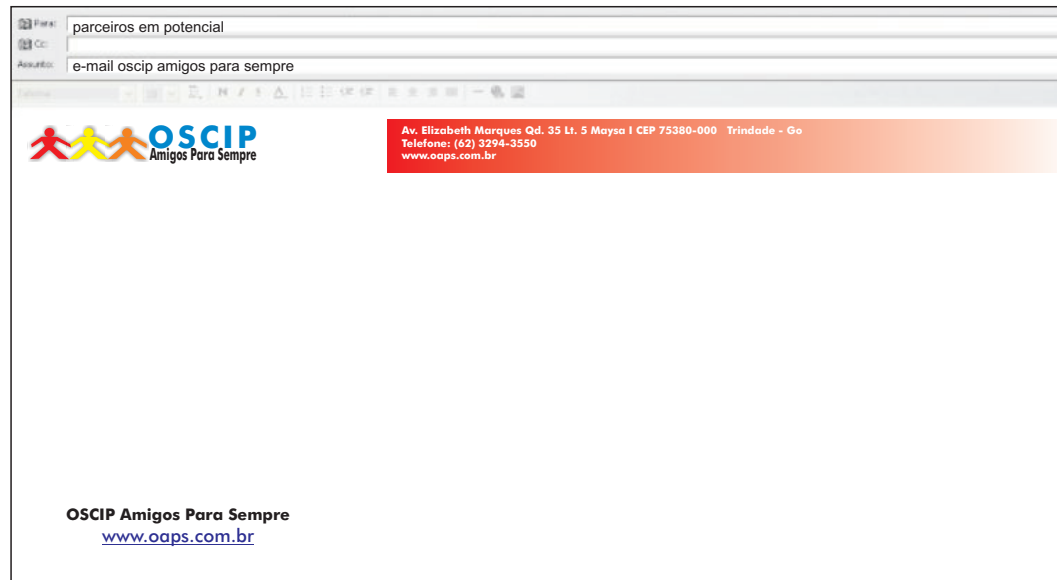 Para: parceiros em potencial
Cc:
Assunto: e-mail oscip amigos para sempre
N I S A
OSCIP
Amigos Para Sempre
Av. Elizabeth Marques Qd. 35 Lt. 5 Maysa I CEP 75380-000 Trindade - Go
Telefone: (62) 3294-3550
www.oaps.com.br
OSCIP Amigos Para Sempre
www.oaps.com.br